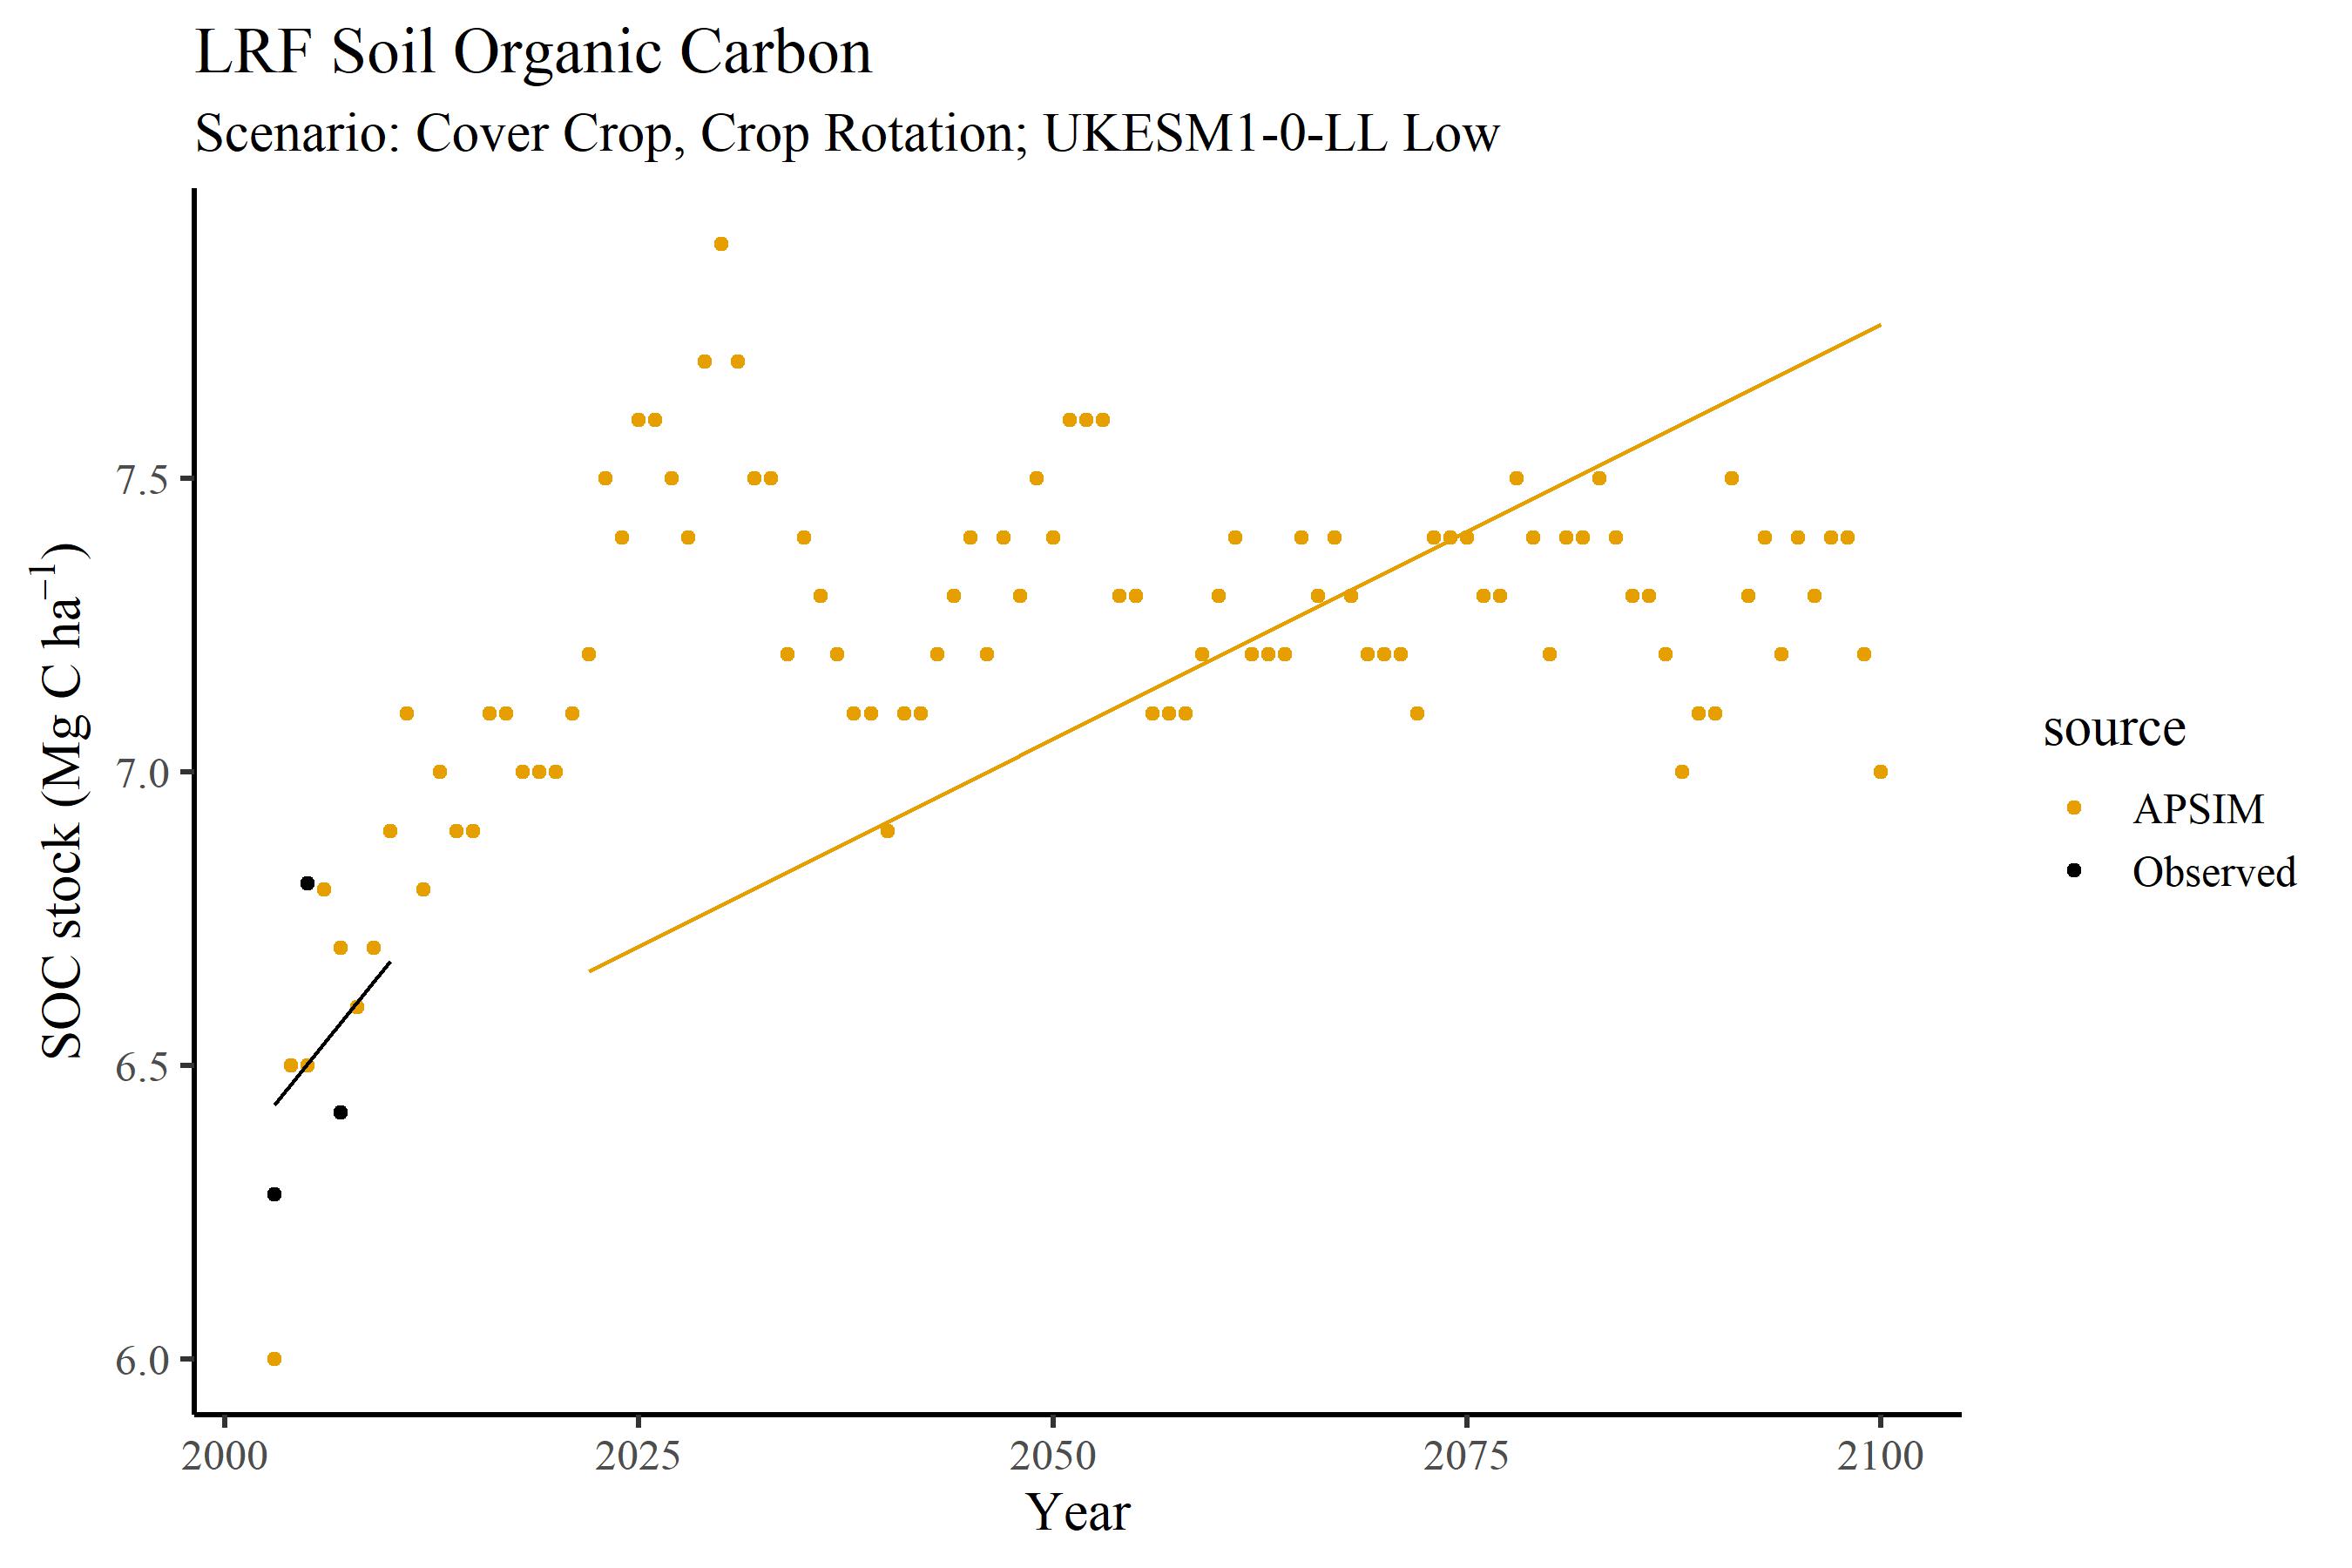 LRF Soil Organic Carbon
Scenario: Cover Crop, Crop Rotation; UKESM1-0-LL Low
SOC stock (Mg C ha⁻¹)
7.5
7.0
6.5
6.0
2000 2025 2050 2075 2100
Year
source
APSIM
Observed